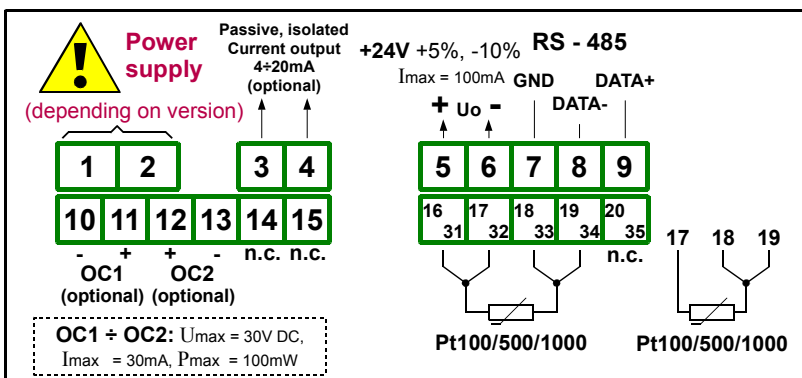 Power
supply
(depending on version)
Passive, isolated
Current output
4÷20mA
(optional)
+24V +5%, -10%
Imax = 100mA
RS - 485
GND
DATA+
DATA-
+ Uo -
1 2 3 4
5 6 7 8 9
10 11 12 13 14 15
- + + - n.c. n.c.
OC1 OC2
(optional) (optional)
16 17 18 19 20
31 32 33 34 35
n.c.
17 18 19
Pt100/500/1000
Pt100/500/1000
OC1 ÷ OC2: Umax = 30V DC,
Imax = 30mA, Pmax = 100mW
!